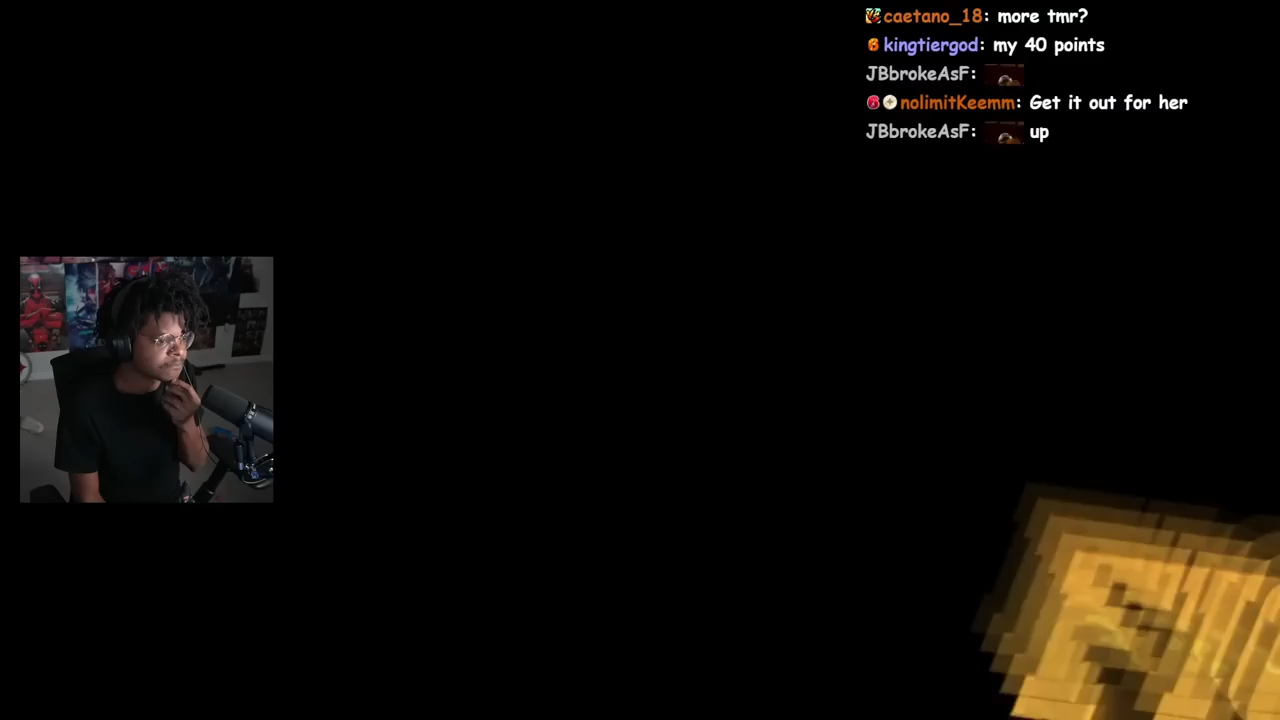 caetano_18: more tmr?
kingtiergod: my 40 points
JBbrokeAsF:
nolimitKeemm: Get it out for her
JBbrokeAsF: up